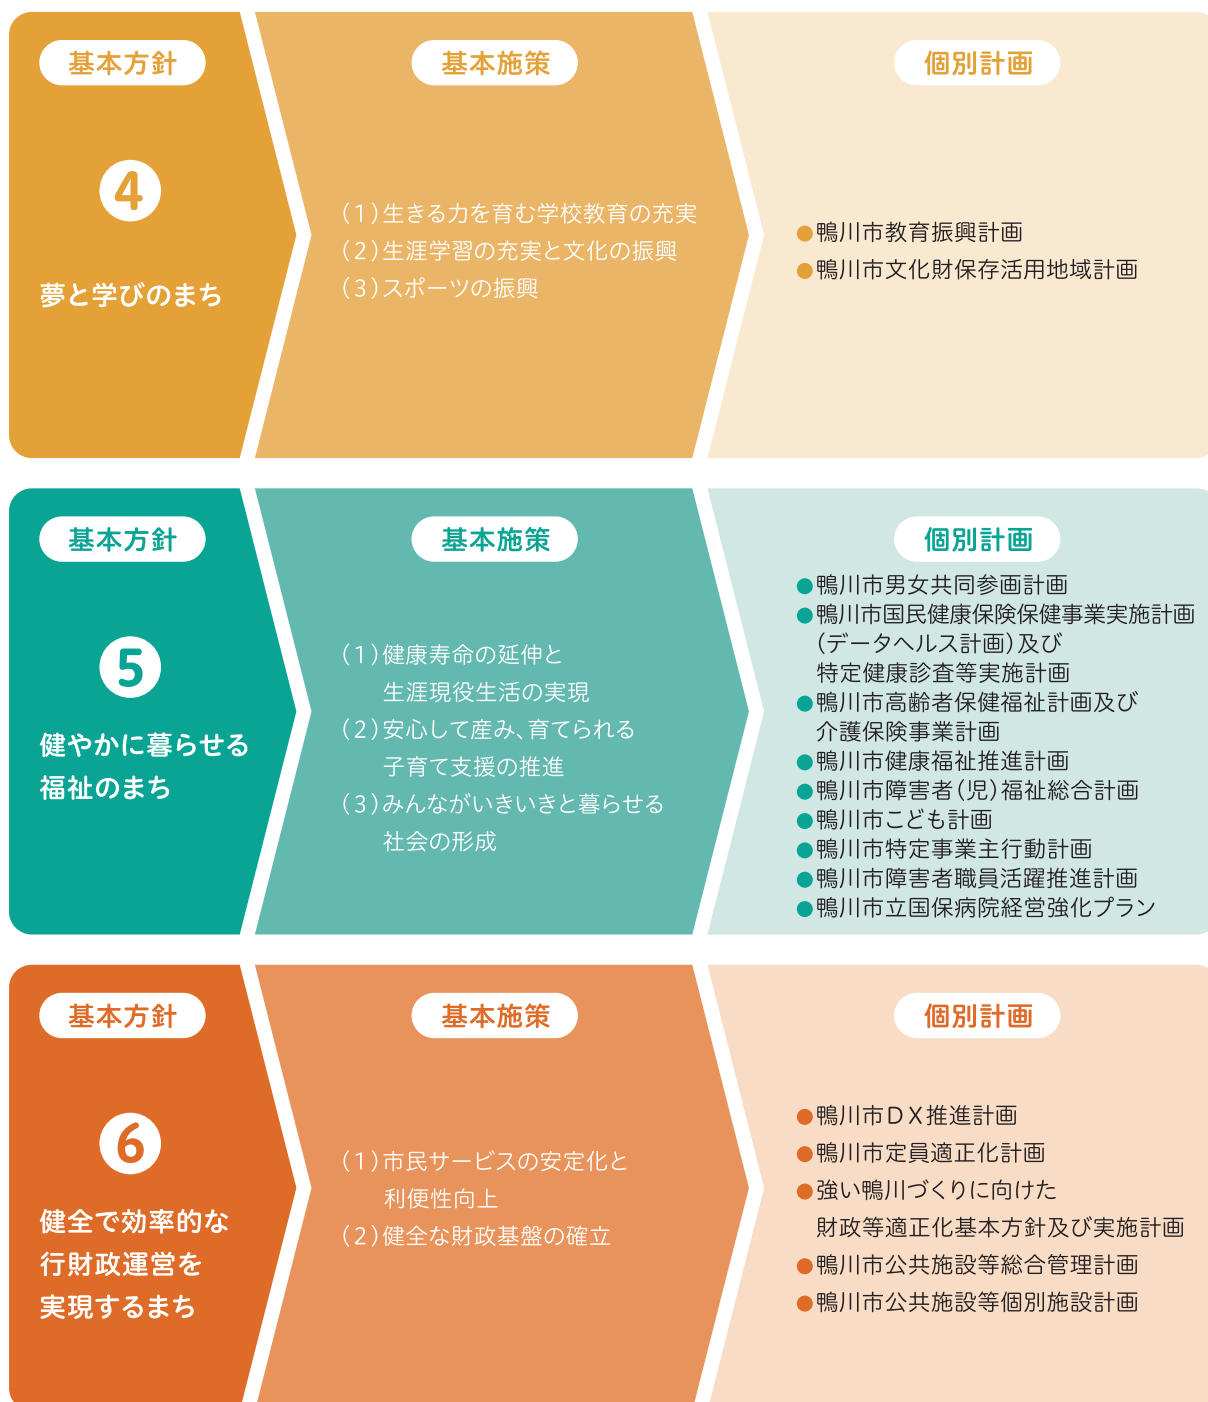 基本方針
4
夢と学びのまち
基本施策
（1）生きる力を育む学校教育の充実
（2）生涯学習の充実と文化の振興
（3）スポーツの振興
個別計画
●鴨川市教育振興計画
●鴨川市文化財保存活用地域計画
基本方針
5
健やかに暮らせる
福祉のまち
基本施策
（1）健康寿命の延伸と
生涯現役生活の実現
（2）安心して産み、育てられる
子育て支援の推進
（3）みんながいきいきと暮らせる
社会の形成
個別計画
●鴨川市男女共同参画計画
●鴨川市国民健康保険保健事業実施計画
（データヘルス計画）及び
特定健康診査等実施計画
●鴨川市高齢者保健福祉計画及び
介護保険事業計画
●鴨川市健康福祉推進計画
●鴨川市障害者（児）福祉総合計画
●鴨川市こども計画
●鴨川市特定事業主行動計画
●鴨川市障害者職員活躍推進計画
●鴨川市立国保病院経営強化プラン
基本方針
6
健全で効率的な
行財政運営を
実現するまち
基本施策
（1）市民サービスの安定化と
利便性向上
（2）健全な財政基盤の確立
個別計画
●鴨川市ＤＸ推進計画
●鴨川市定員適正化計画
●強い鴨川づくりに向けた
財政等適正化基本方針及び実施計画
●鴨川市公共施設等総合管理計画
●鴨川市公共施設等個別施設計画